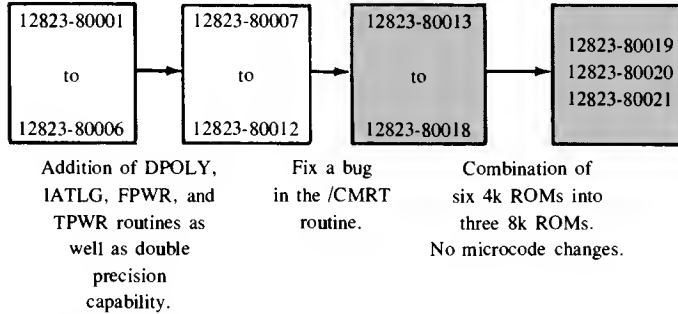 12823-80001
to
12823-80006
12823-80007
to
12823-80012
12823-80013
to
12823-80018
12823-80019
12823-80020
12823-80021
Addition of DPOLY,
IATLG, FPWR, and
TPWR routines as
well as double
precision
capability.
Fix a bug
in the /CMRT
routine.
Combination of
six 4k ROMs into
three 8k ROMs.
No microcode changes.